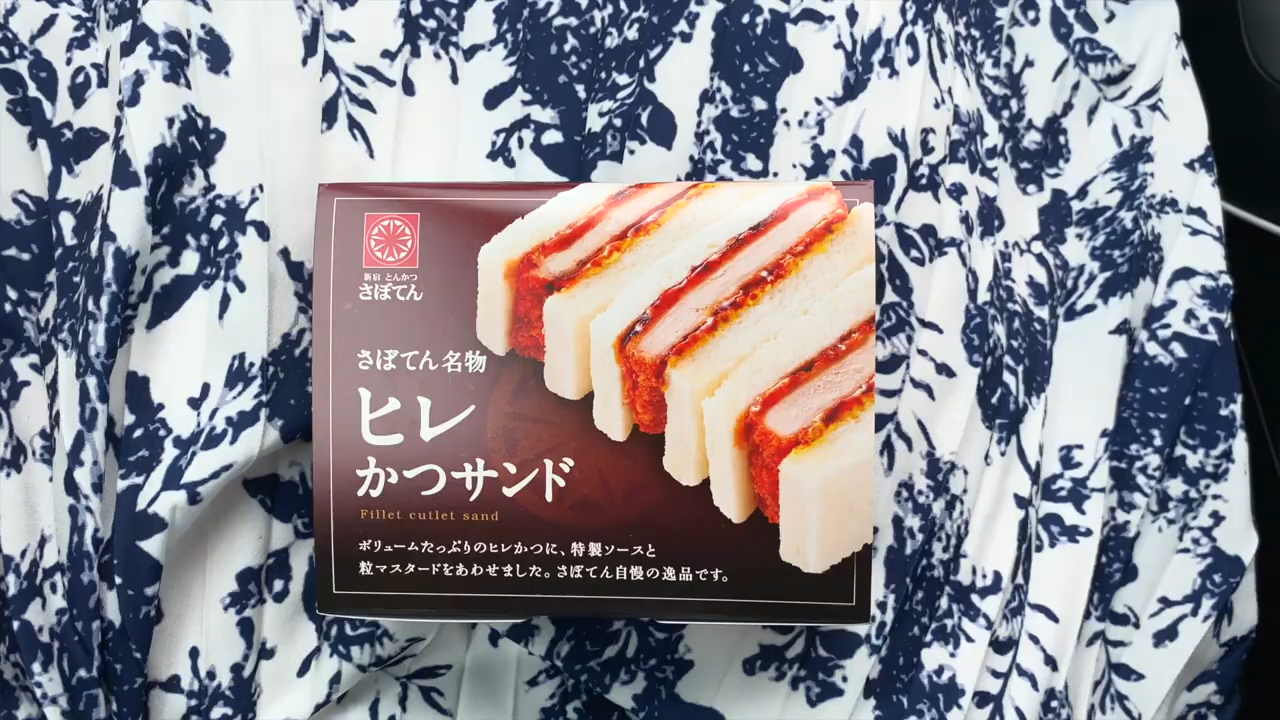 新宿 とんかつ
さぼてん
さぼてん名物
ヒレ
かつサンド
Fillet cutlet sand
ボリュームたっぷりのヒレかつに、特製ソースと
粒マスタードをあわせました。さぼてん自慢の逸品です。